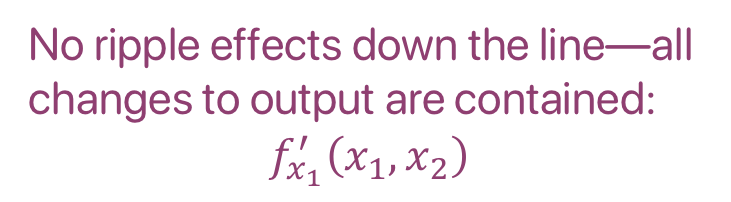 No ripple effects down the line—all
changes to output are contained:
𝑓′ₓ₁(𝑥₁, 𝑥₂)